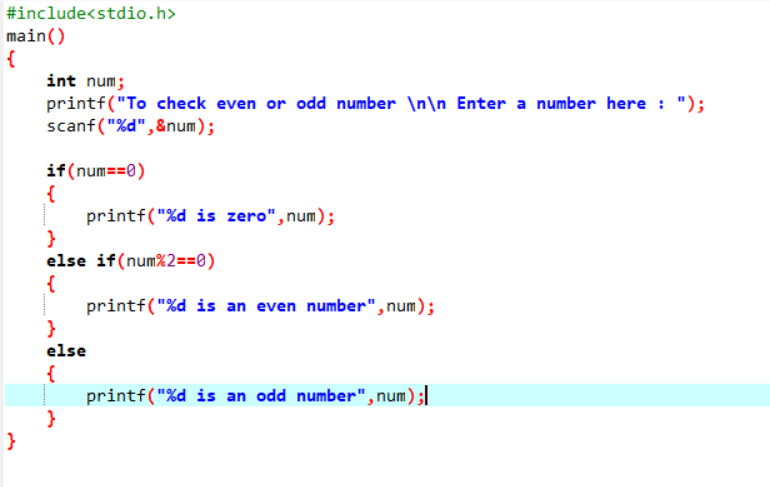 #include<stdio.h>
main()
{
    int num;
    printf("To check even or odd number \n\n Enter a number here : ");
    scanf("%d",&num);

    if(num==0)
    {
        printf("%d is zero",num);
    }
    else if(num%2==0)
    {
        printf("%d is an even number",num);
    }
    else
    {
        printf("%d is an odd number",num);
    }
}